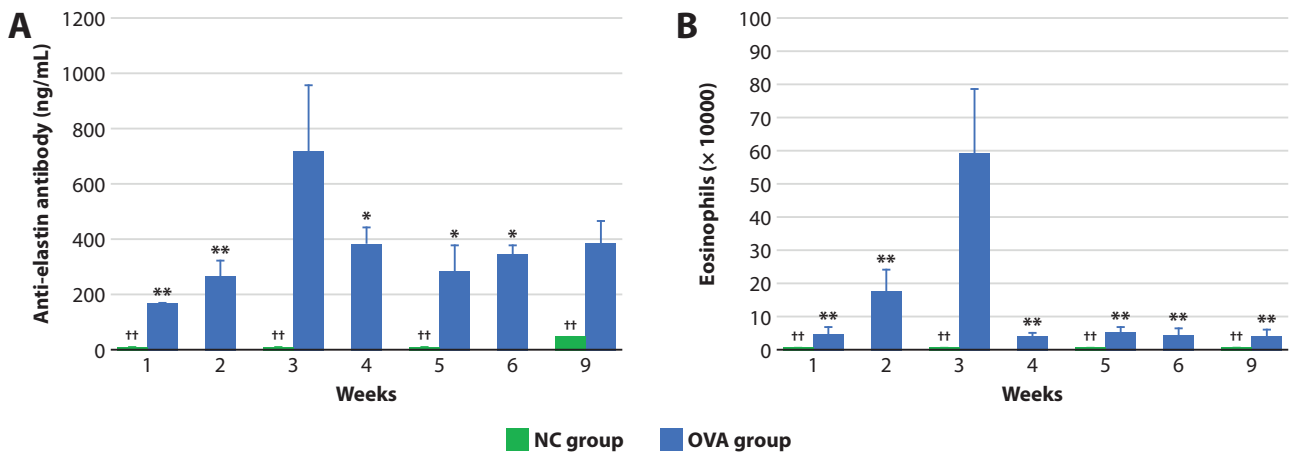 A
Anti-elastin antibody (ng/mL)
1200
1000
800
600
400
200
0
†† ** ** †† * †† * * ††
1 2 3 4 5 6 9
Weeks
B
Eosinophils (× 10000)
100
90
80
70
60
50
40
30
20
10
0
†† ** ** †† ** †† ** ** †† **
1 2 3 4 5 6 9
Weeks
NC group OVA group